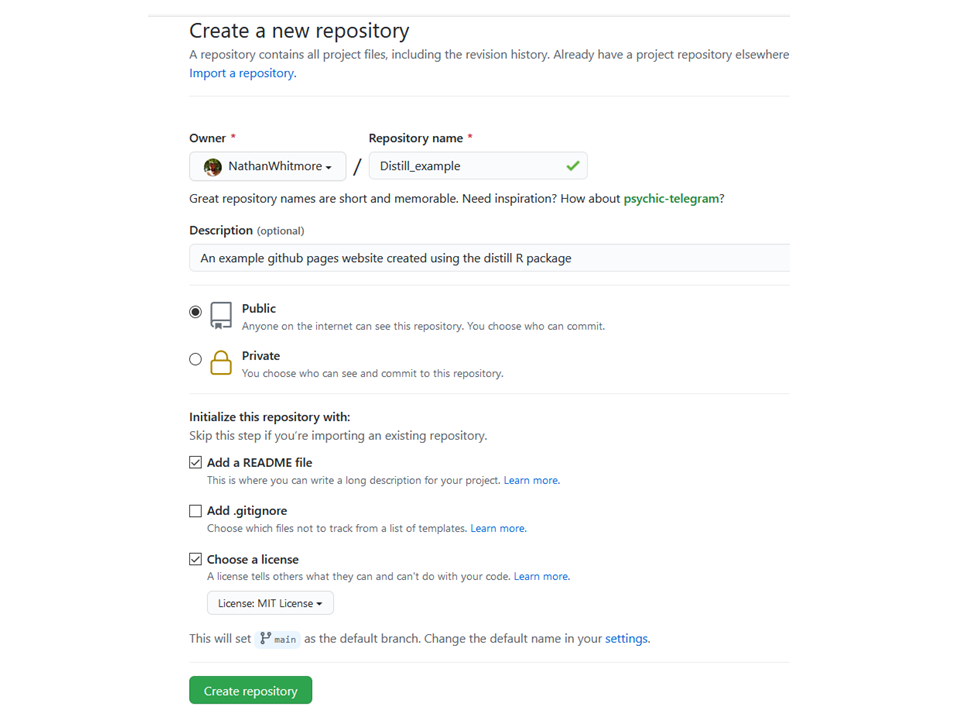 Create a new repository
A repository contains all project files, including the revision history. Already have a project repository elsewhere
Import a repository.
Owner * Repository name *
NathanWhitmore / Distill_example
Great repository names are short and memorable. Need inspiration? How about psychic-telegram?
Description (optional)
An example github pages website created using the distill R package
Public
Anyone on the internet can see this repository. You choose who can commit.
Private
You choose who can see and commit to this repository.
Initialize this repository with:
Skip this step if you're importing an existing repository.
Add a README file
This is where you can write a long description for your project. Learn more.
Add .gitignore
Choose which files not to track from a list of templates. Learn more.
Choose a license
A license tells others what they can and can't do with your code. Learn more.
License: MIT License
This will set main as the default branch. Change the default name in your settings.
Create repository